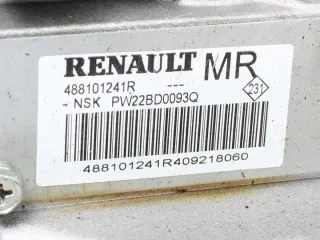 RENAULT MR
488101241R ---
- NSK PW22BD0093Q
231
488101241R409218060